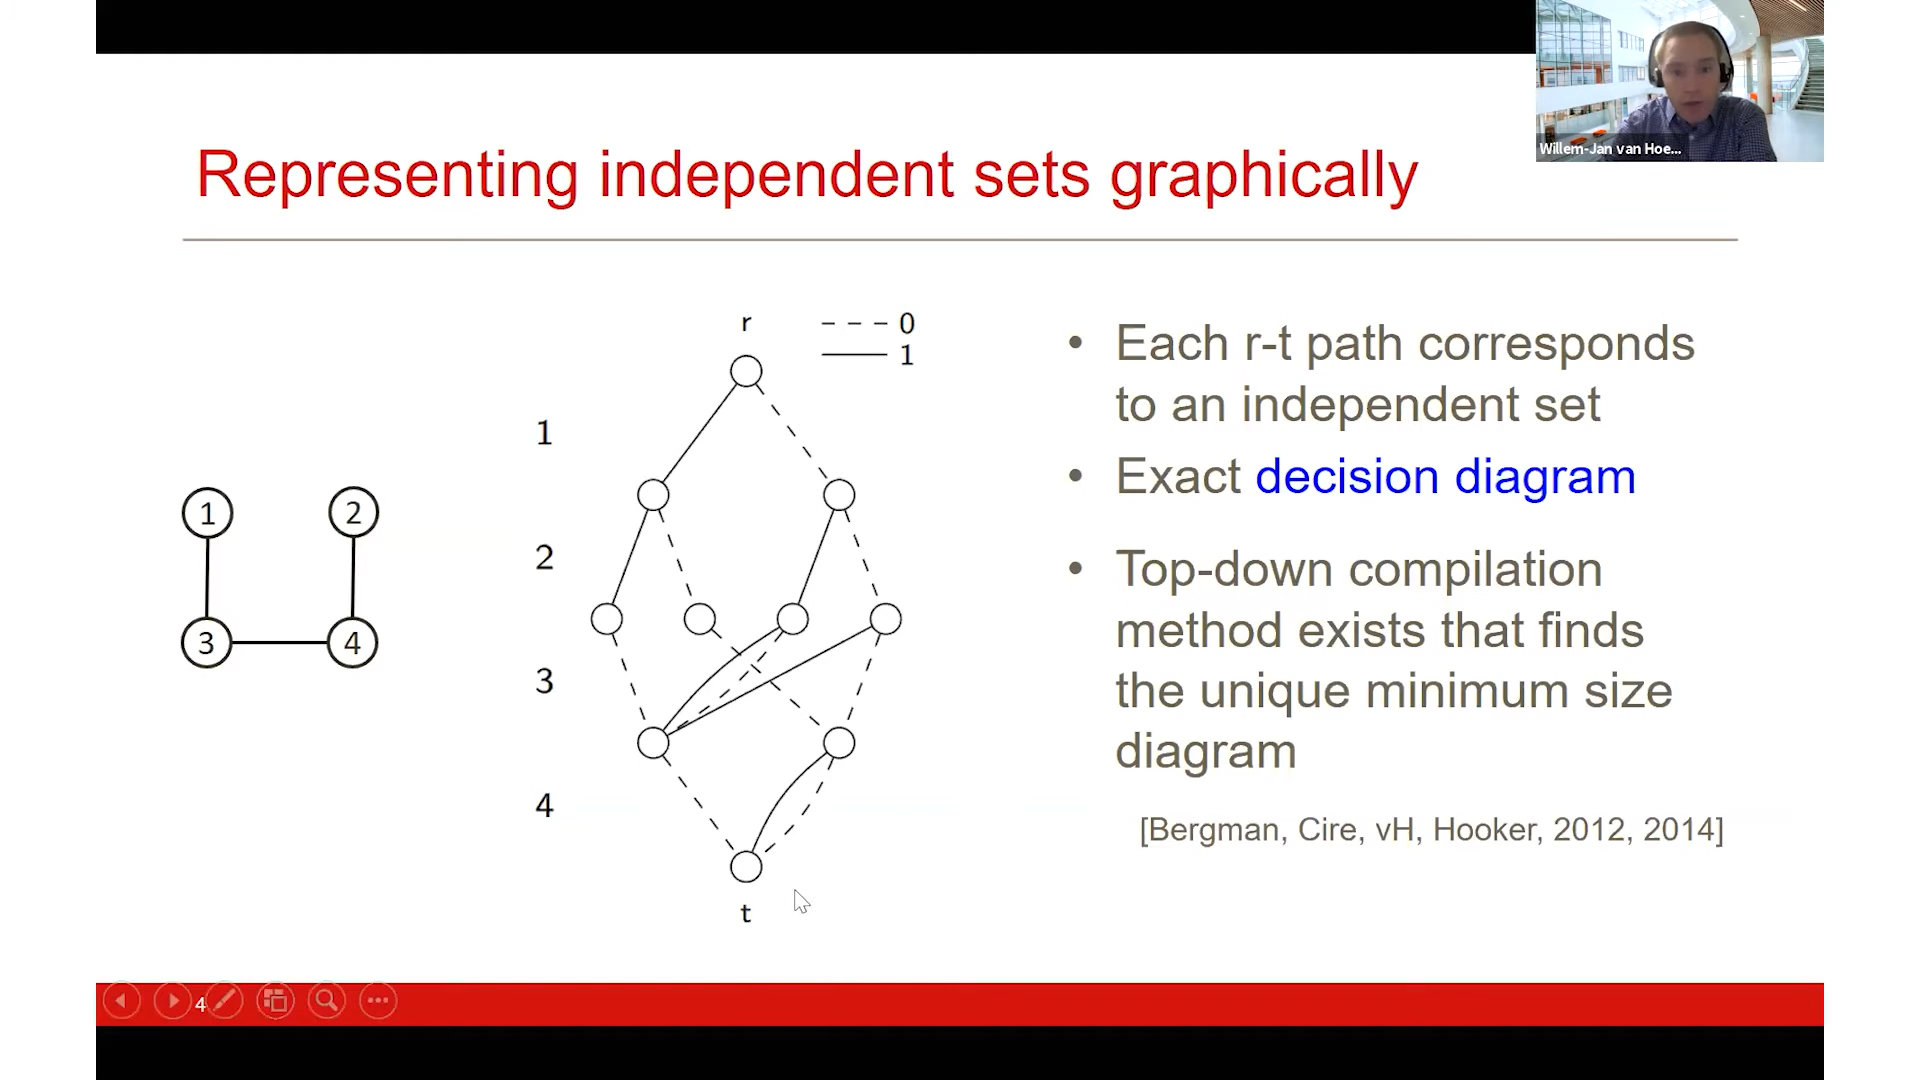 Willem-Jan van Hoe...
Representing independent sets graphically
r
0
1
1
2
3
4
t
1
2
3
4
• Each r-t path corresponds
to an independent set
• Exact decision diagram
• Top-down compilation
method exists that finds
the unique minimum size
diagram
[Bergman, Cire, vH, Hooker, 2012, 2014]
4